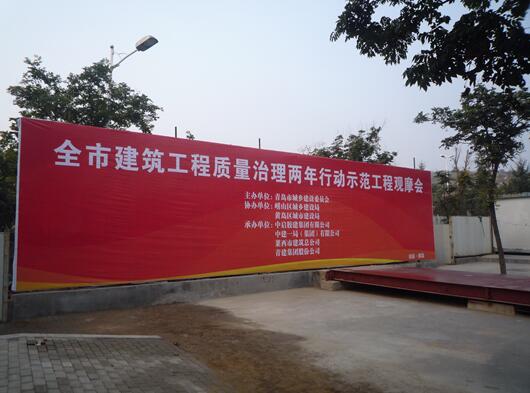 全市建筑工程质量治理两年行动示范工程观摩会
主办单位:青岛市城乡建设委员会
协办单位:崂山区城乡建设局
黄岛区城市建设局
承办单位:中启胶建集团有限公司
中建一局(集团)有限公司
莱西市建筑总公司
青建集团股份公司